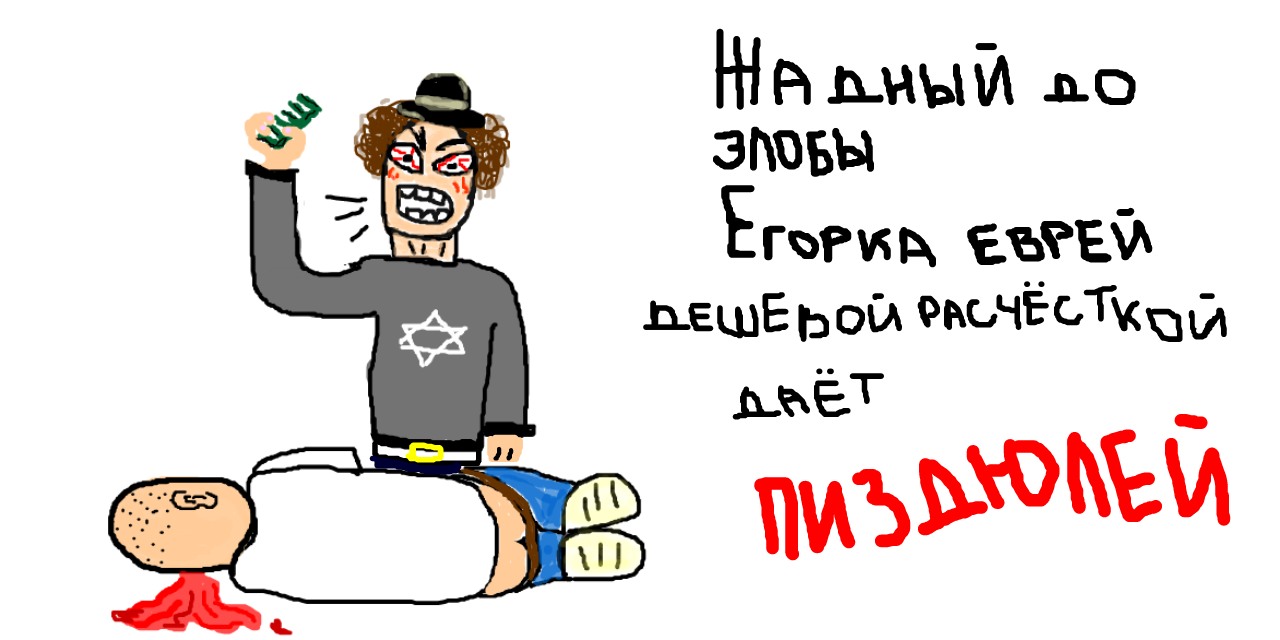 Жадный до
злобы
Егорка еврей
дешевой расчёсткой
даёт
пиздюлей